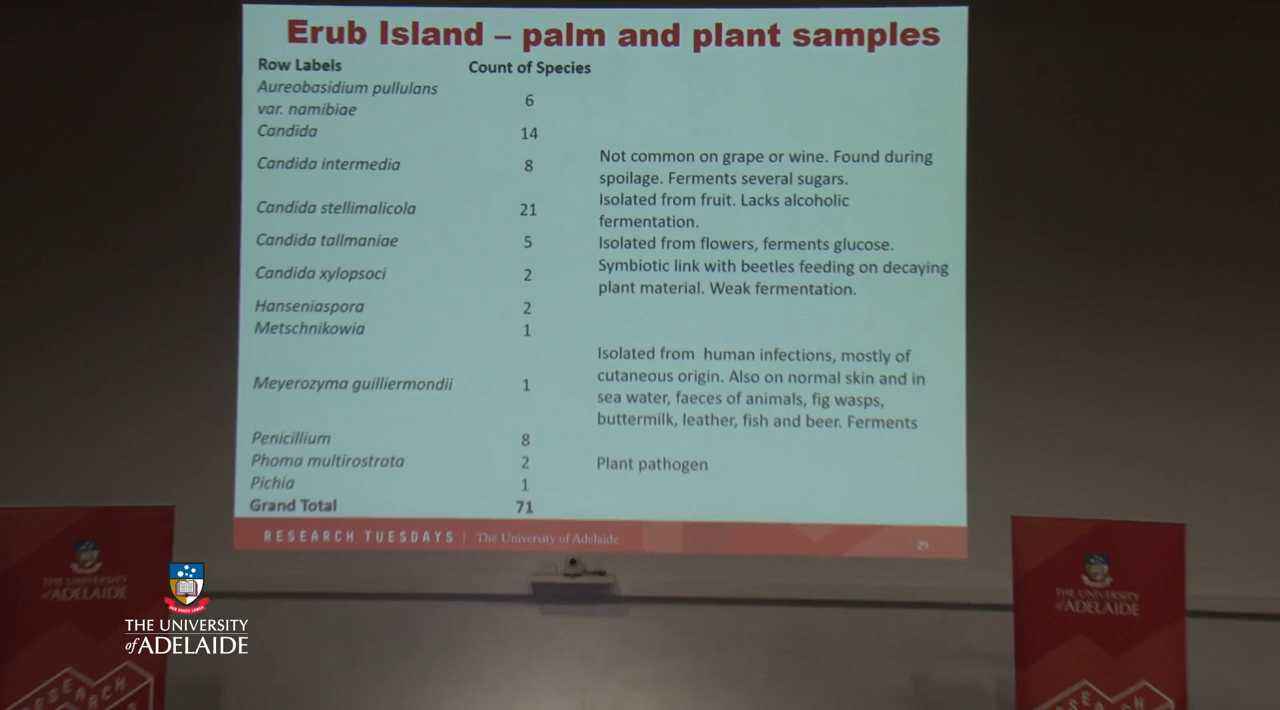 Erub Island – palm and plant samples
Row Labels Count of Species
Aureobasidium pullulans
var. namibiae 6
Candida 14
Candida intermedia 8 Not common on grape or wine. Found during
spoilage. Ferments several sugars.
Candida stellimalicola 21 Isolated from fruit. Lacks alcoholic
fermentation.
Candida tallmaniae 5 Isolated from flowers, ferments glucose.
Candida xylopsoci 2 Symbiotic link with beetles feeding on decaying
plant material. Weak fermentation.
Hanseniaspora 2
Metschnikowia 1
Meyerozyma guilliermondii 1 Isolated from human infections, mostly of
cutaneous origin. Also on normal skin and in
sea water, faeces of animals, fig wasps,
buttermilk, leather, fish and beer. Ferments
Penicillium 8
Phoma multirostrata 2 Plant pathogen
Pichia 1
Grand Total 71
RESEARCH TUESDAYS | The University of Adelaide 29
THE UNIVERSITY
of ADELAIDE
THE UNIVERSITY
of ADELAIDE
THE UNIVERSITY
of ADELAIDE
RESEARCH